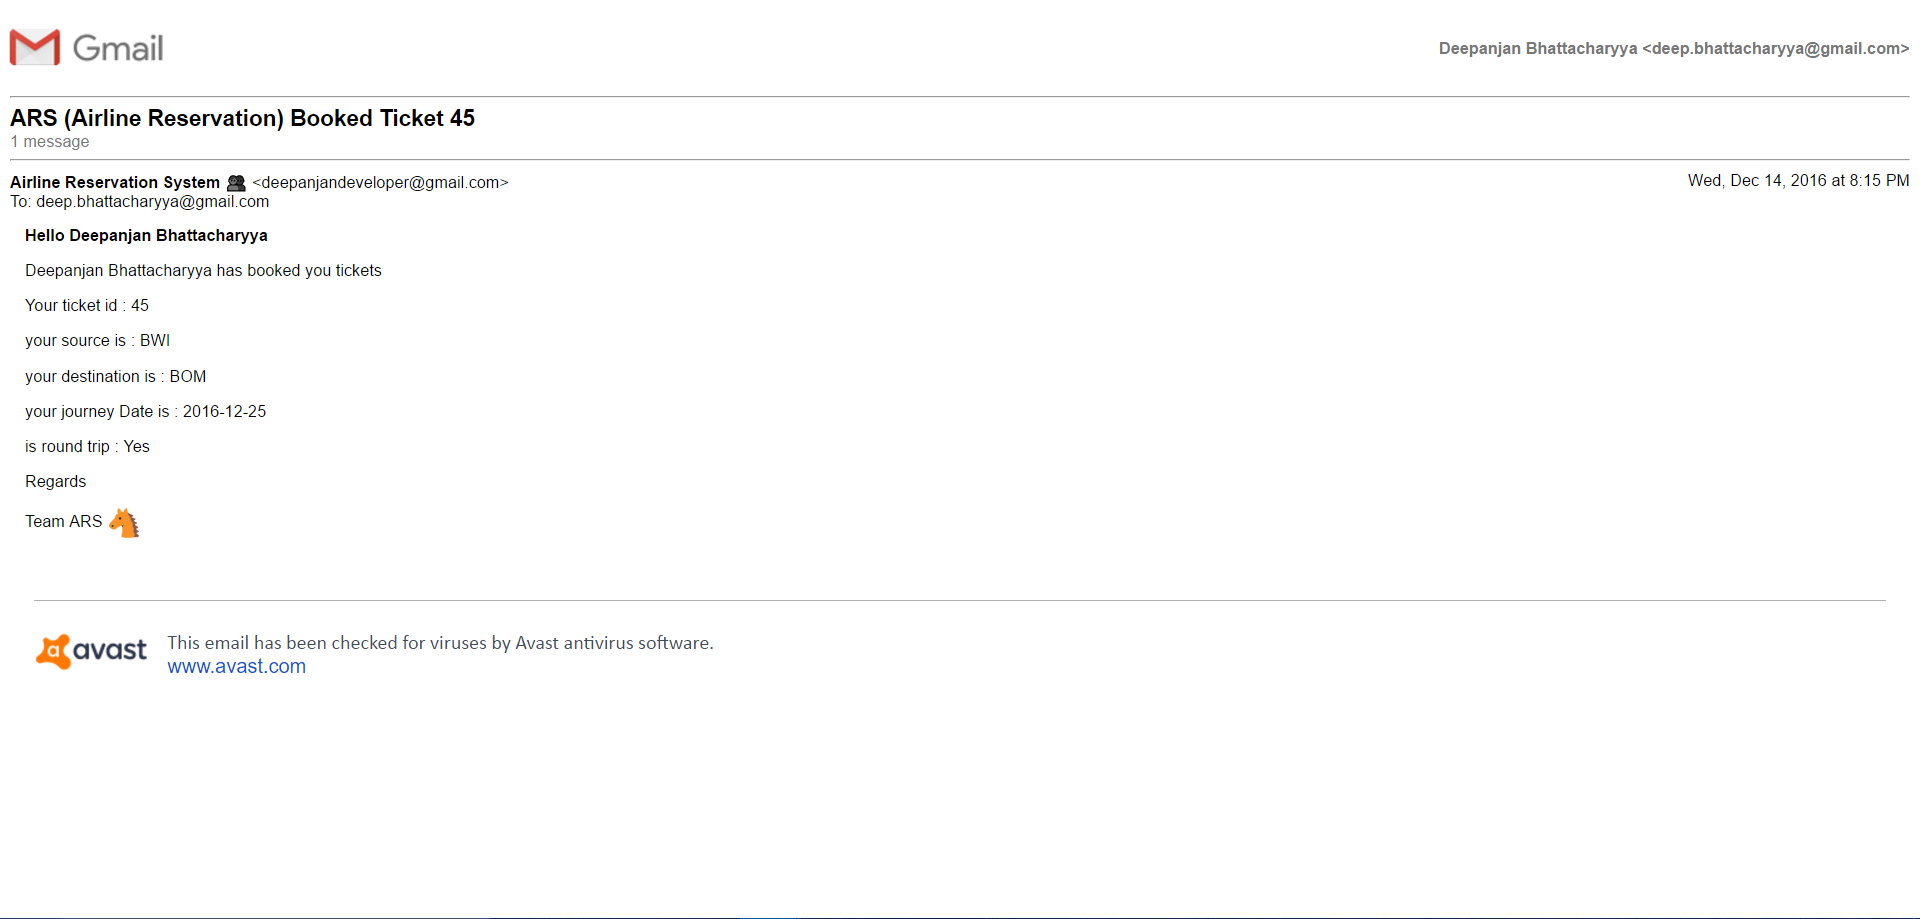 Gmail
Deepanjan Bhattacharyya <deep.bhattacharyya@gmail.com>
ARS (Airline Reservation) Booked Ticket 45
1 message
Airline Reservation System <deepanjandeveloper@gmail.com>
Wed, Dec 14, 2016 at 8:15 PM
To: deep.bhattacharyya@gmail.com
Hello Deepanjan Bhattacharyya
Deepanjan Bhattacharyya has booked you tickets
Your ticket id : 45
your source is : BWI
your destination is : BOM
your journey Date is : 2016-12-25
is round trip : Yes
Regards
Team ARS
avast
This email has been checked for viruses by Avast antivirus software.
www.avast.com